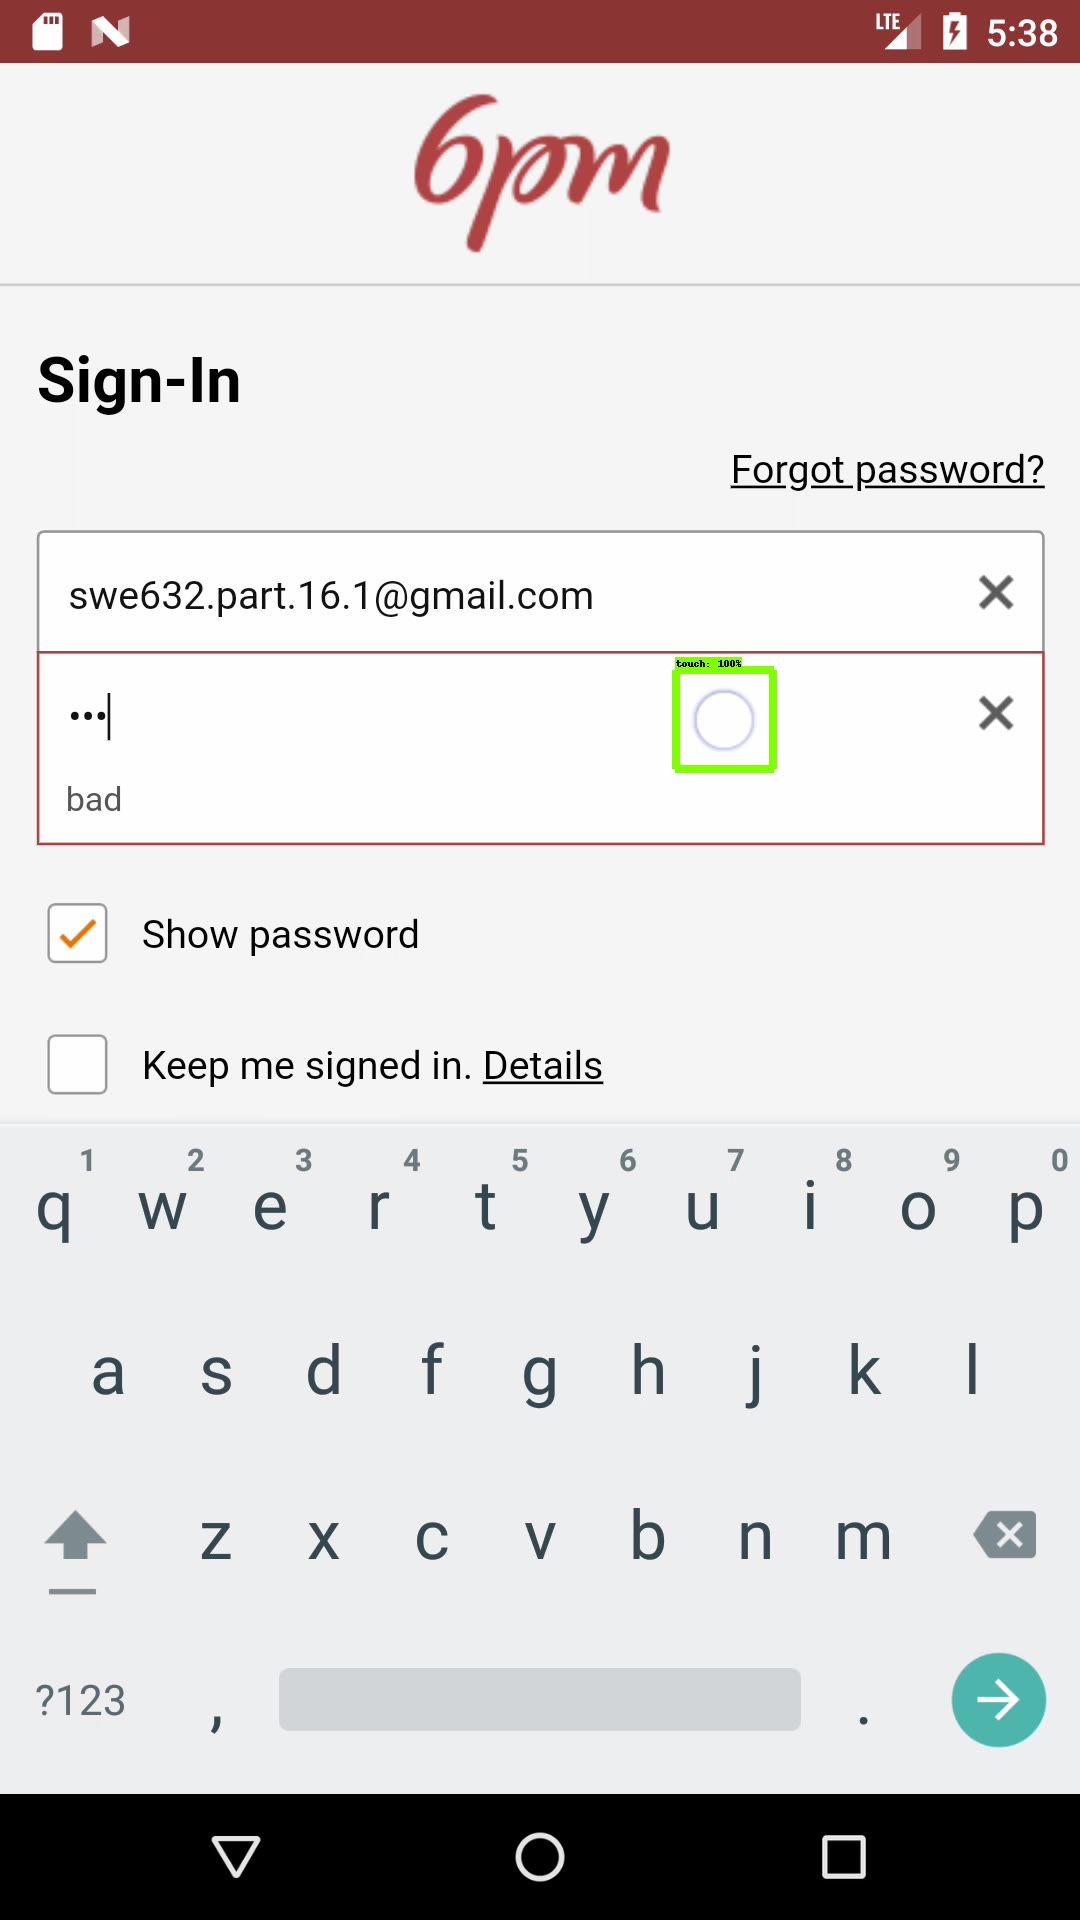 LTE 5:38
6pm
Sign-In
Forgot password?
swe632.part.16.1@gmail.com
touch: 100%
•••
bad
Show password
Keep me signed in. Details
1 2 3 4 5 6 7 8 9 0
q w e r t y u i o p
a s d f g h j k l
z x c v b n m
?123 , .